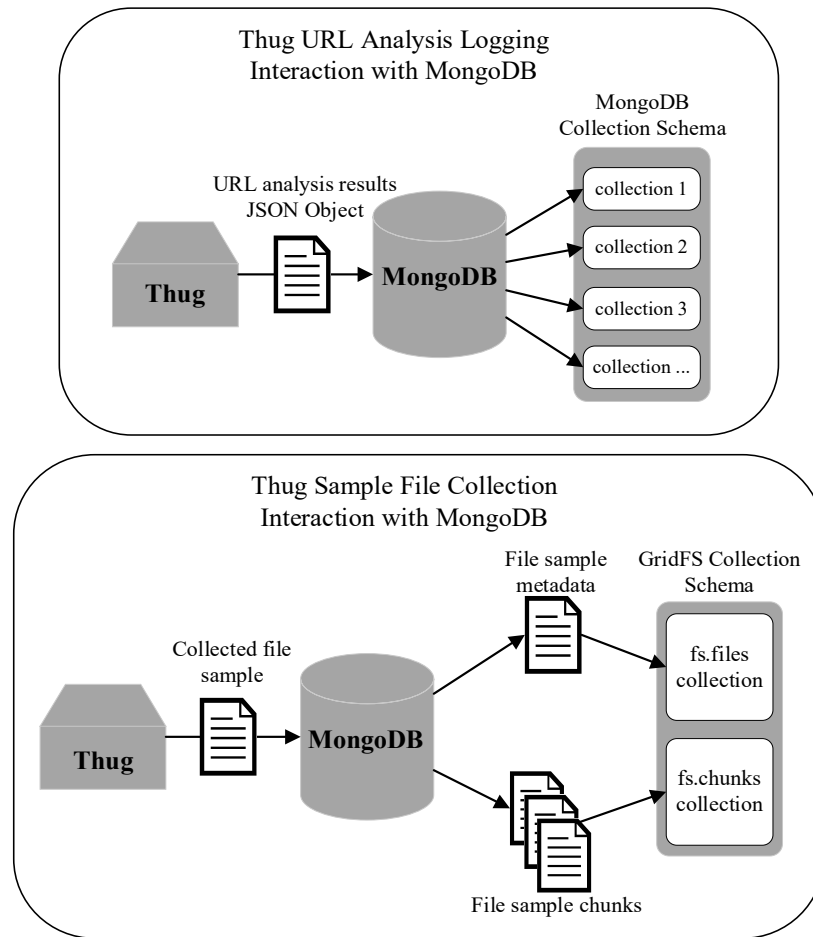 Thug URL Analysis Logging
Interaction with MongoDB
MongoDB
Collection Schema
URL analysis results
JSON Object
Thug
MongoDB
collection 1
collection 2
collection 3
collection ...
Thug Sample File Collection
Interaction with MongoDB
File sample
metadata
GridFS Collection
Schema
Collected file
sample
Thug
MongoDB
fs.files
collection
fs.chunks
collection
File sample chunks